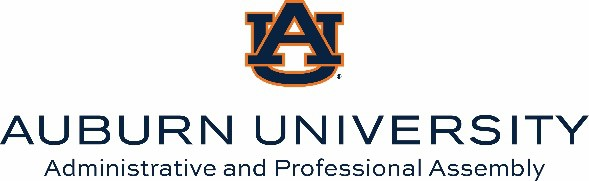 AU
AUBURN UNIVERSITY
Administrative and Professional Assembly